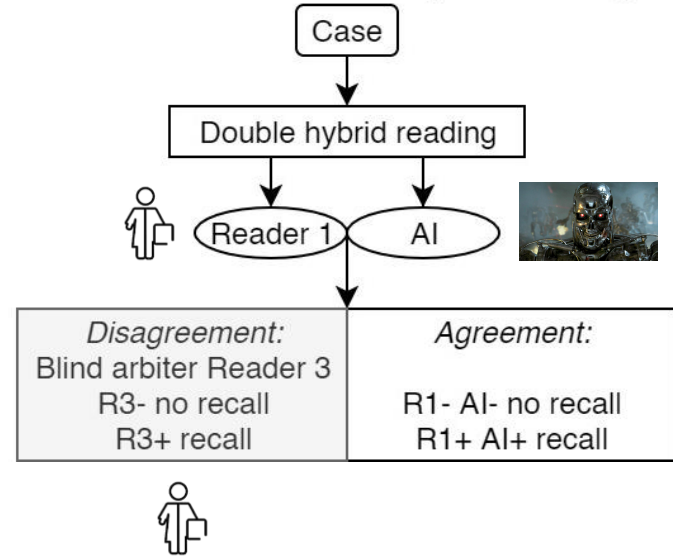 Case
Double hybrid reading
Reader 1
AI
Disagreement:
Blind arbiter Reader 3
R3- no recall
R3+ recall
Agreement:
R1- AI- no recall
R1+ AI+ recall